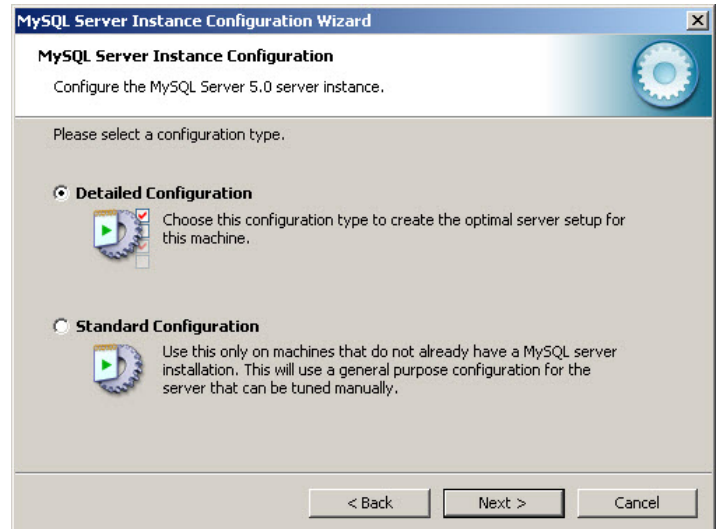 MySQL Server Instance Configuration Wizard
MySQL Server Instance Configuration
Configure the MySQL Server 5.0 server instance.
Please select a configuration type.
Detailed Configuration
Choose this configuration type to create the optimal server setup for
this machine.
Standard Configuration
Use this only on machines that do not already have a MySQL server
installation. This will use a general purpose configuration for the
server that can be tuned manually.
< Back
Next >
Cancel